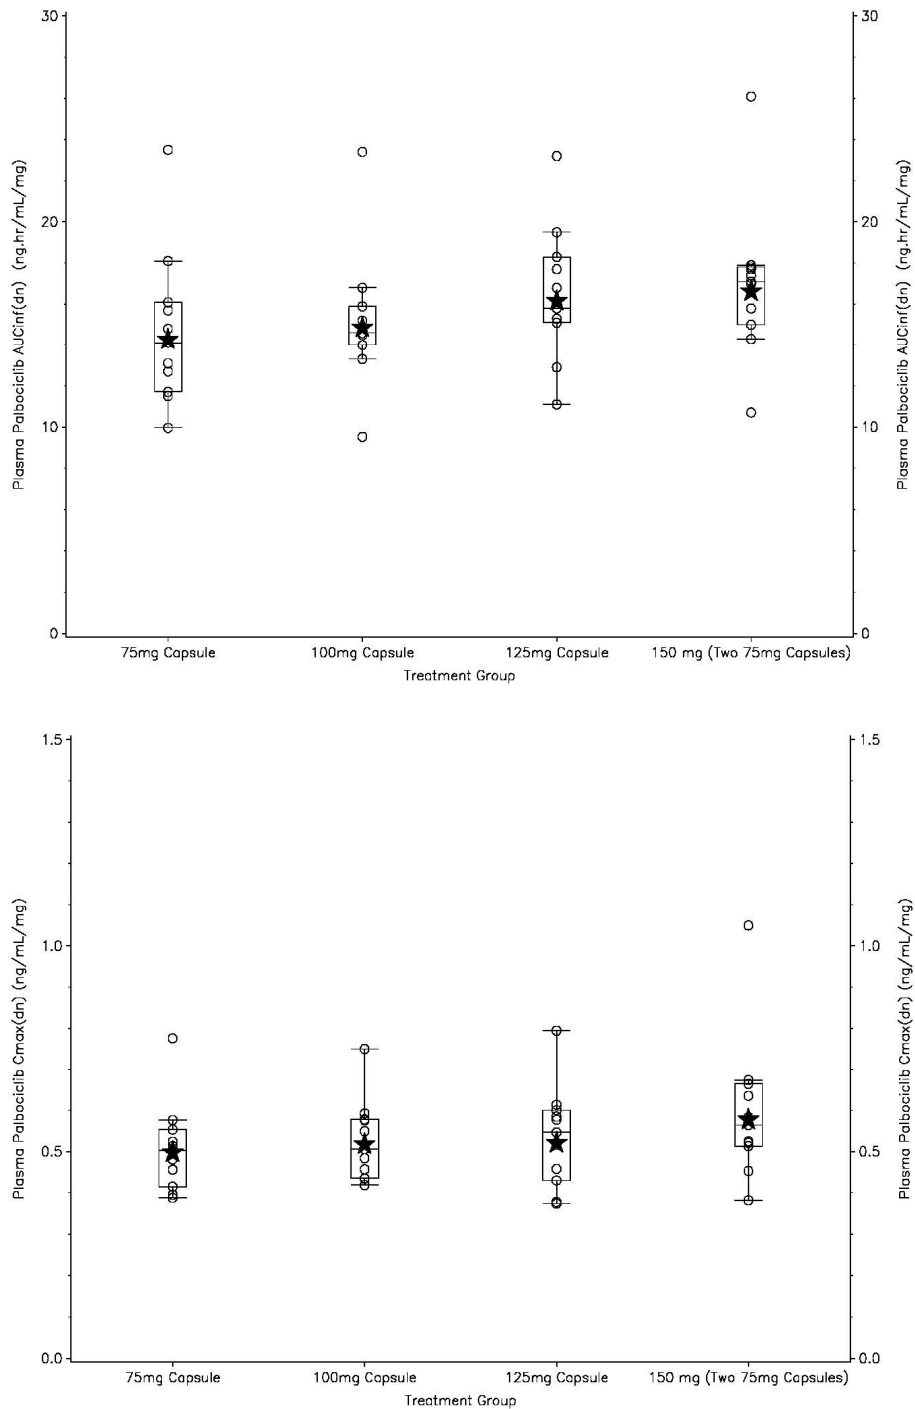 30
30
20
20
10
10
0
0
Plasma Palbociclib AUCinf(dn) (ng.hr/mL/mg)
Plasma Palbociclib AUCinf(dn) (ng.hr/mL/mg)
75mg Capsule 100mg Capsule 125mg Capsule 150 mg (Two 75mg Capsules)
Treatment Group
1.5
1.5
1.0
1.0
0.5
0.5
0.0
0.0
Plasma Palbociclib Cmax(dn) (ng/mL/mg)
Plasma Palbociclib Cmax(dn) (ng/mL/mg)
75mg Capsule 100mg Capsule 125mg Capsule 150 mg (Two 75mg Capsules)
Treatment Group